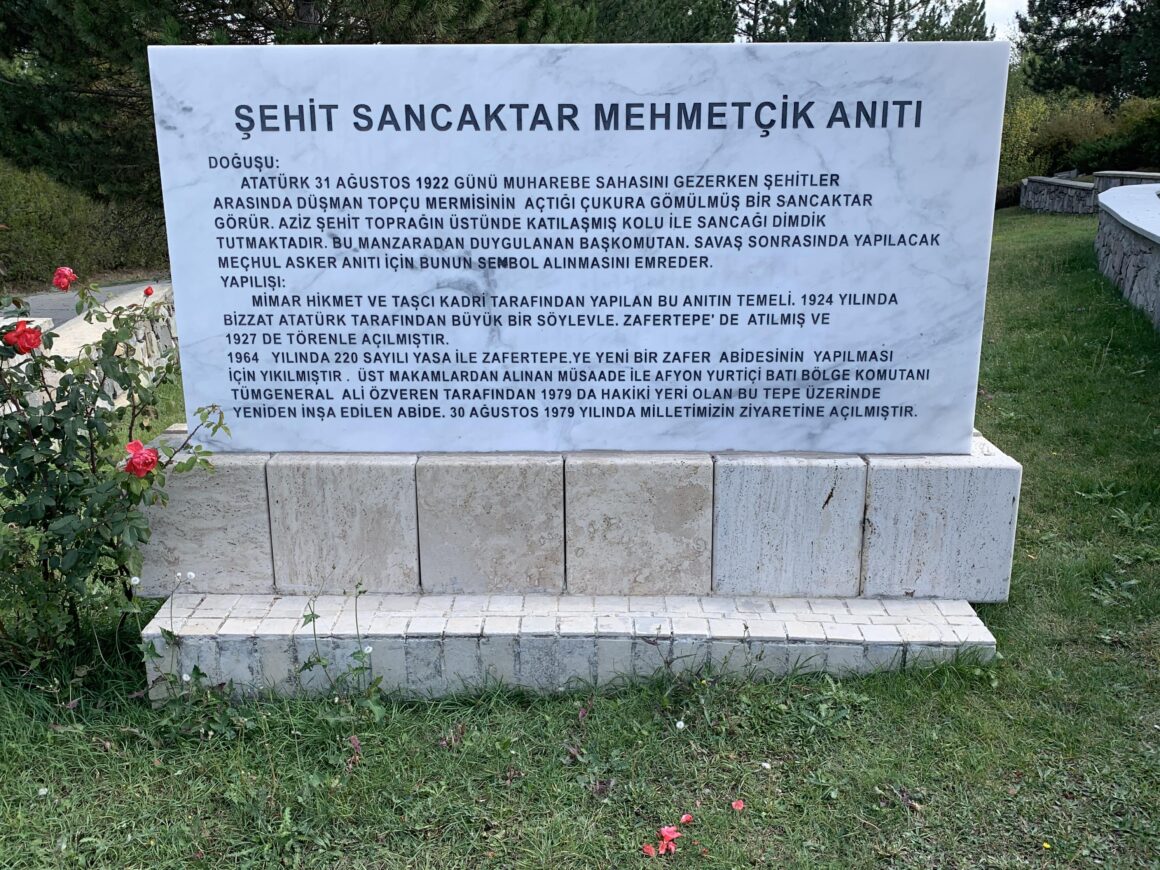 ŞEHİT SANCAKTAR MEHMETÇİK ANITI
DOĞUŞU:
ATATÜRK 31 AĞUSTOS 1922 GÜNÜ MUHAREBE SAHASINI GEZERKEN ŞEHİTLER
ARASINDA DÜŞMAN TOPÇU MERMİSİNİN AÇTIĞI ÇUKURA GÖMÜLMÜŞ BİR SANCAKTAR
GÖRÜR. AZİZ ŞEHİT TOPRAĞIN ÜSTÜNDE KATILAŞMIŞ KOLU İLE SANCAĞI DİMDİK
TUTMAKTADIR. BU MANZARADAN DUYGULANAN BAŞKOMUTAN. SAVAŞ SONRASINDA YAPILACAK
MEÇHUL ASKER ANITI İÇİN BUNUN SEMBOL ALINMASINI EMREDER.
YAPILIŞI:
MİMAR HİKMET VE TAŞCI KADRİ TARAFINDAN YAPILAN BU ANITIN TEMELİ. 1924 YILINDA
BİZZAT ATATÜRK TARAFINDAN BÜYÜK BİR SÖYLEVLE. ZAFERTEPE' DE ATILMIŞ VE
1927 DE TÖRENLE AÇILMIŞTIR.
1964 YILINDA 220 SAYILI YASA İLE ZAFERTEPE.YE YENİ BİR ZAFER ABİDESİNİN YAPILMASI
İÇİN YIKILMIŞTIR . ÜST MAKAMLARDAN ALINAN MÜSAADE İLE AFYON YURTİÇİ BATI BÖLGE KOMUTANI
TÜMGENERAL ALİ ÖZVEREN TARAFINDAN 1979 DA HAKİKİ YERİ OLAN BU TEPE ÜZERİNDE
YENİDEN İNŞA EDİLEN ABİDE. 30 AĞUSTOS 1979 YILINDA MİLLETİMİZİN ZİYARETİNE AÇILMIŞTIR.